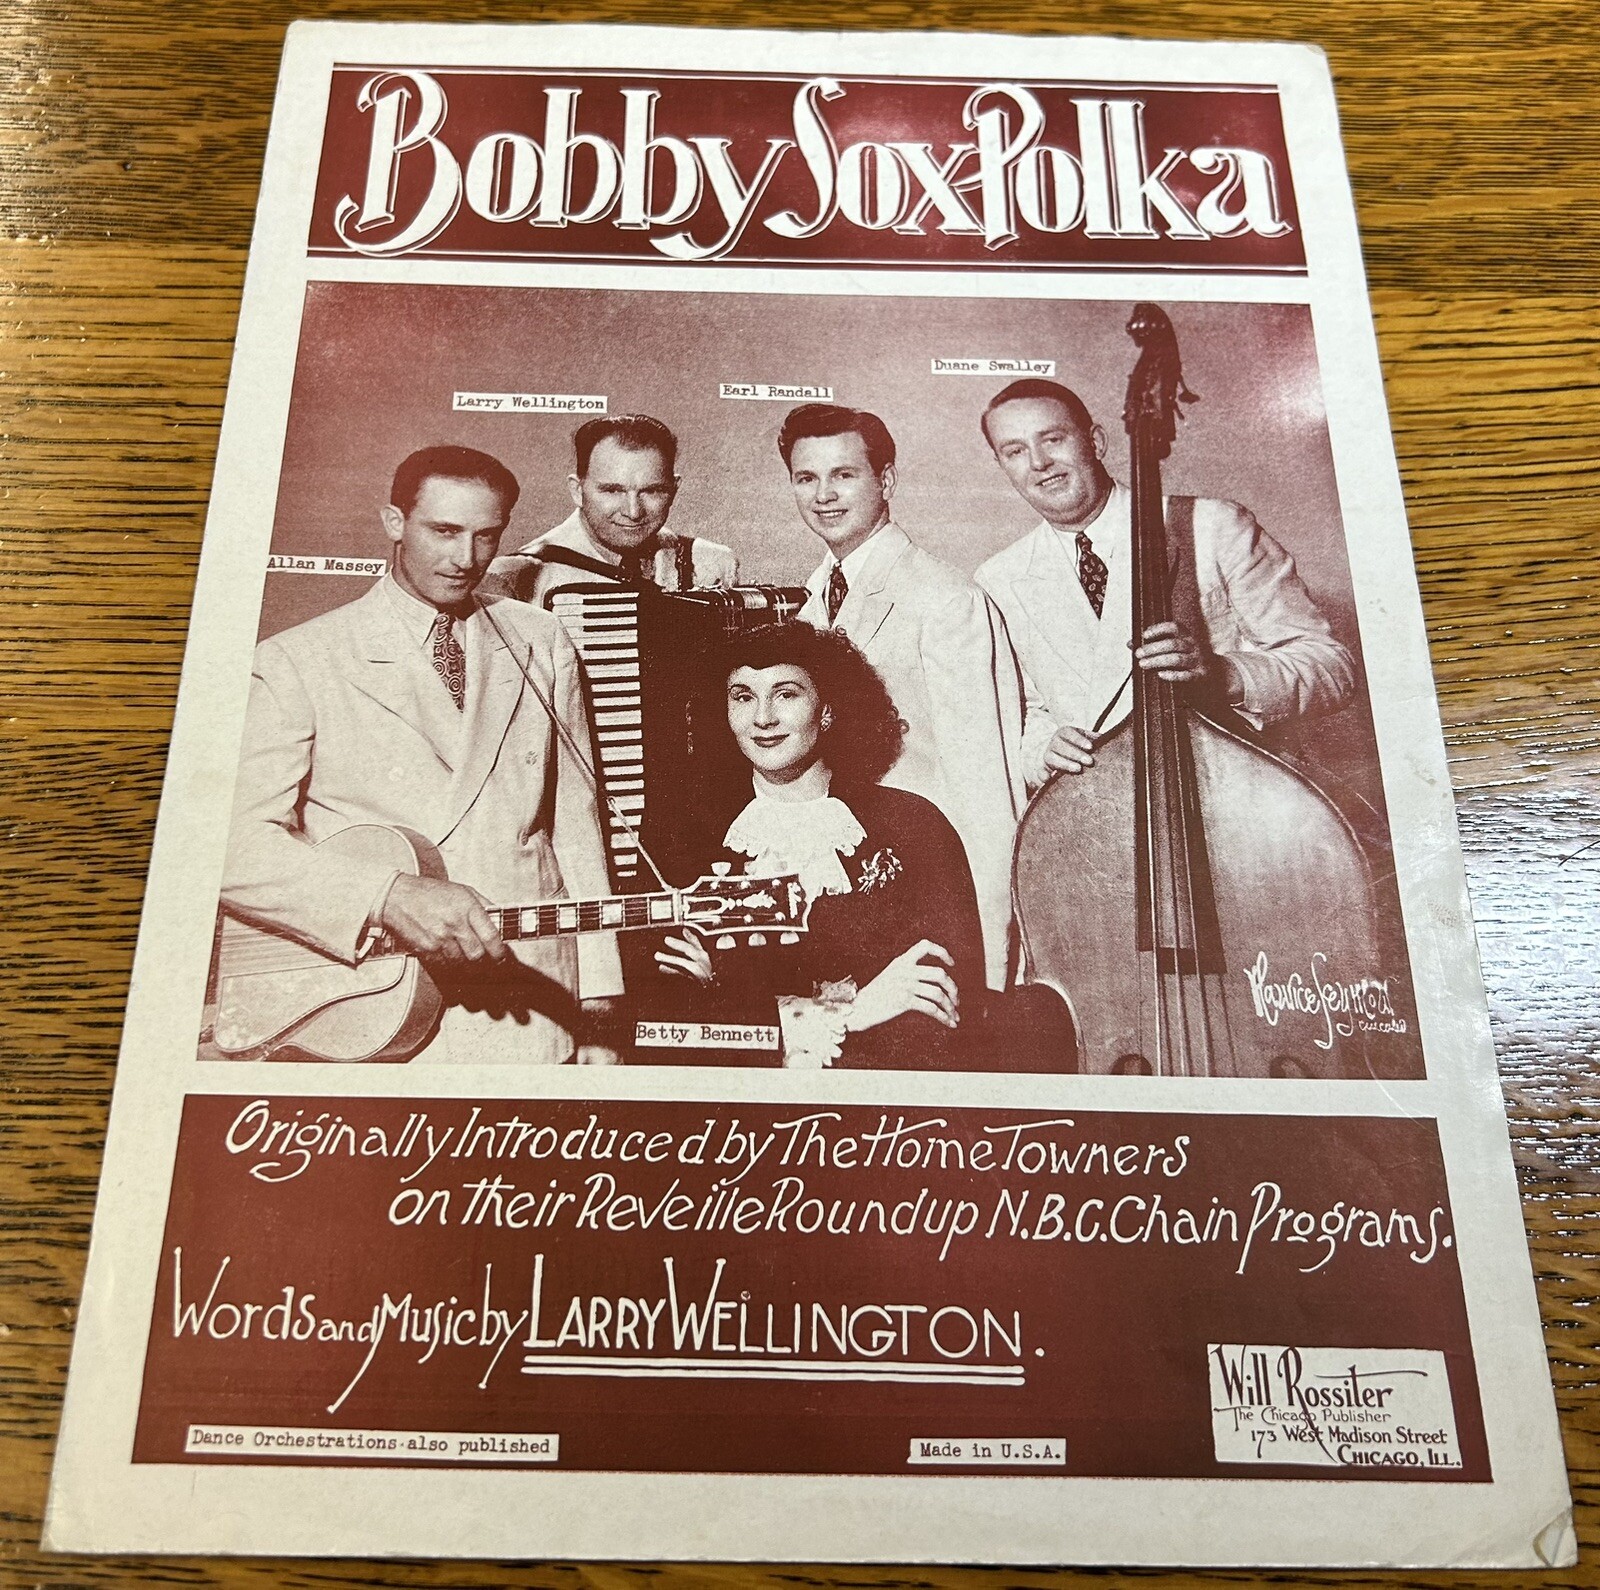 Bobby Sox Polka
Duane Swalley
Earl Randall
Larry Wellington
Allan Massey
Betty Bennett
Maurice Seymour
Chicago
Originally Introduced by The Home Towners
on their Reveille Roundup N.B.C. Chain Programs.
Words and Music by LARRY WELLINGTON.
Will Rossiter
The Chicago Publisher
173 West Madison Street
CHICAGO, ILL.
Dance Orchestrations also published
Made in U.S.A.